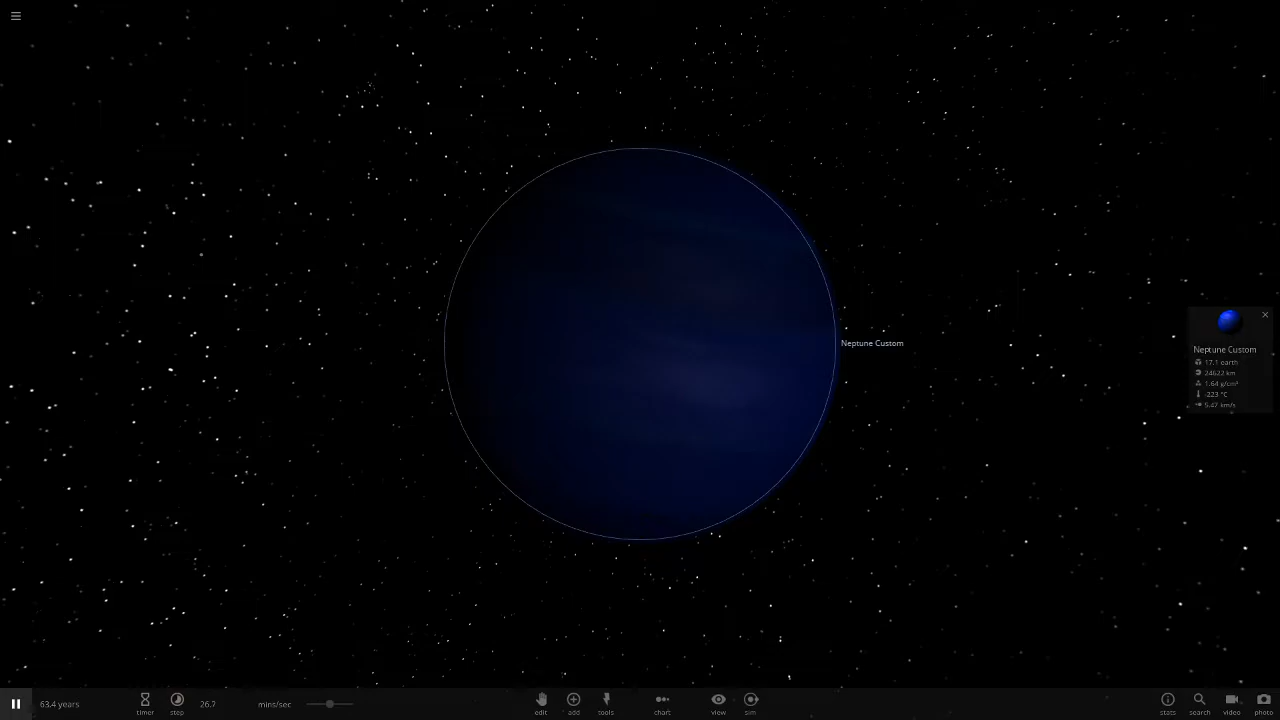 Neptune Custom
Neptune Custom
17.1 earth
24622 km
1.64 g/cm³
-223 °C
5.47 km/s
63.4 years
timer
step
26.7
mins/sec
edit
add
tools
chart
view
sim
stats
search
video
photo